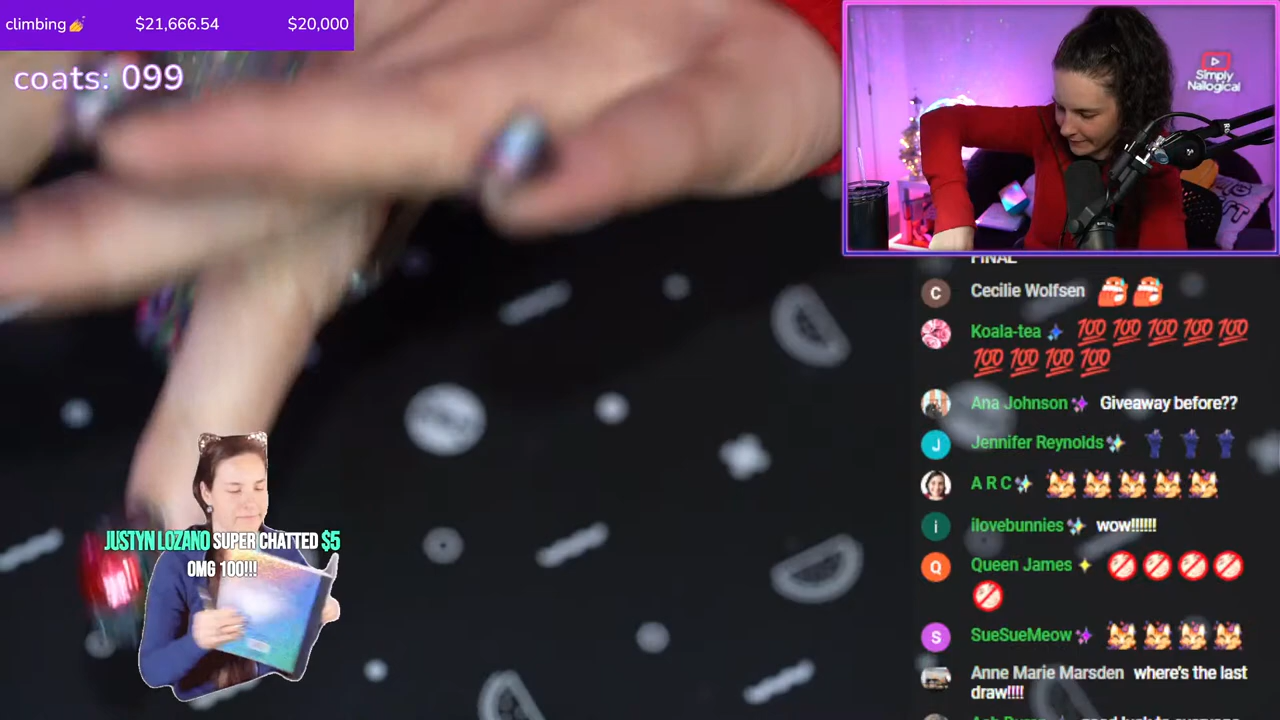 climbing💅 $21,666.54 $20,000
coats: 099
Simply
Nailogical
FINAL
Cecilie Wolfsen
Koala-tea 💯💯💯💯💯
💯💯💯💯
Ana Johnson Giveaway before??
Jennifer Reynolds
A R C
ilovebunnies wow!!!!!!
Queen James
SueSueMeow
Anne Marie Marsden where's the last
draw!!!!
JUSTYN LOZANO SUPER CHATTED $5
OMG 100!!!